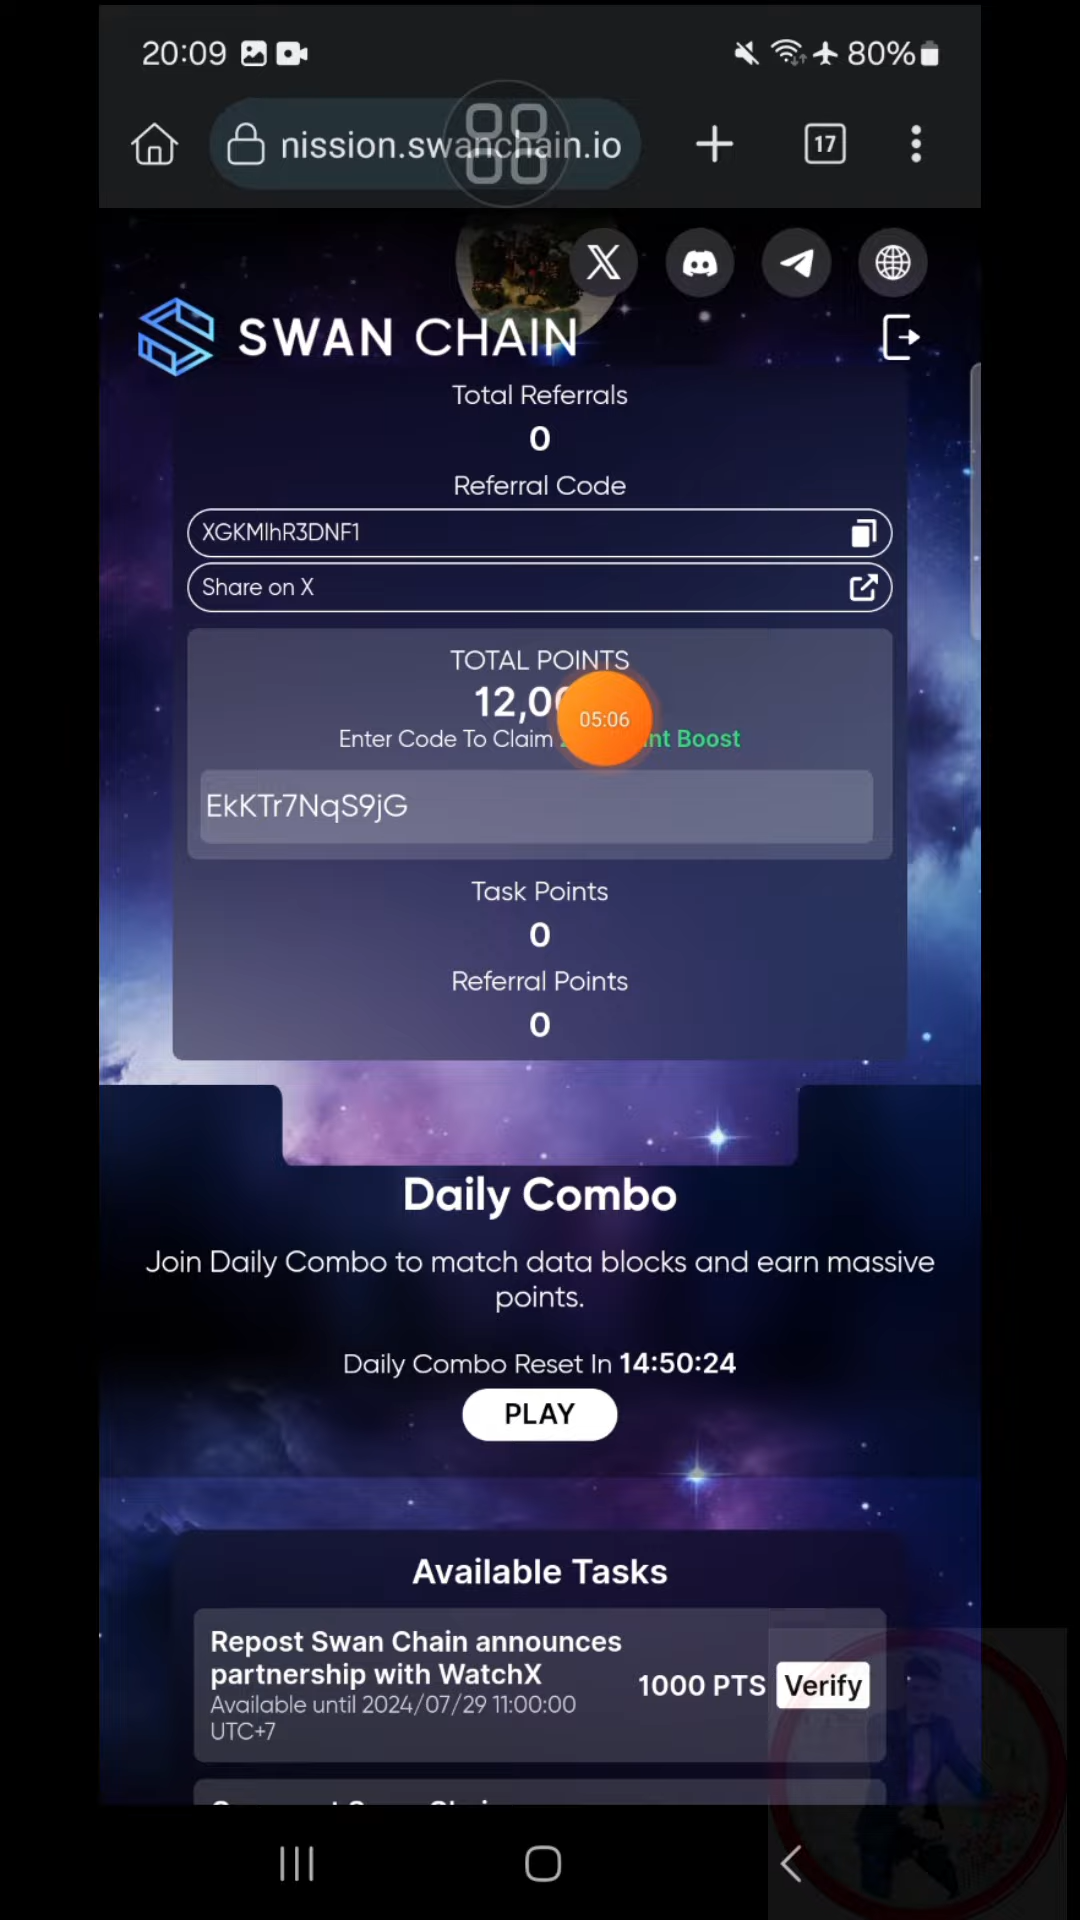 20:09
80%
nission.swanchain.io
17
SWAN CHAIN
Total Referrals
0
Referral Code
XGKMlhR3DNF1
Share on X
TOTAL POINTS
05:06
Enter Code To Claim Boost
EkKTr7NqS9jG
Task Points
0
Referral Points
0
Daily Combo
Join Daily Combo to match data blocks and earn massive
points.
Daily Combo Reset In 14:50:24
PLAY
Available Tasks
Repost Swan Chain announces
partnership with WatchX
1000 PTS Verify
Available until 2024/07/29 11:00:00
UTC+7